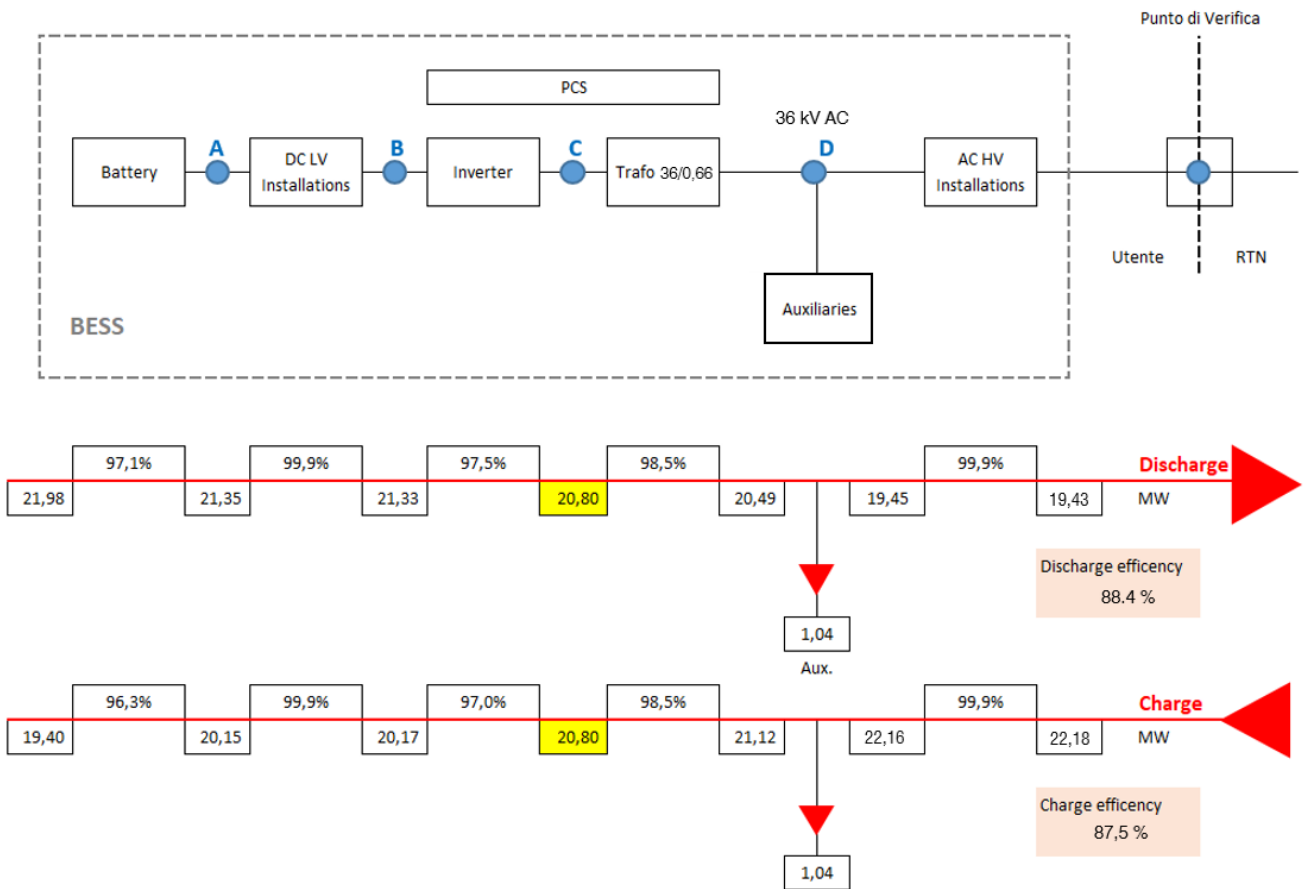 Punto di Verifica
PCS
36 kV AC
A
B
C
D
Battery
DC LV
Installations
Inverter
Trafo 36/0,66
AC HV
Installations
Utente
RTN
Auxiliaries
BESS
97,1%
99,9%
97,5%
98,5%
99,9%
Discharge
21,98
21,35
21,33
20,80
20,49
19,45
19,43
MW
Discharge efficency
88.4 %
1,04
Aux.
96,3%
99,9%
97,0%
98,5%
99,9%
Charge
19,40
20,15
20,17
20,80
21,12
22,16
22,18
MW
Charge efficency
87,5 %
1,04